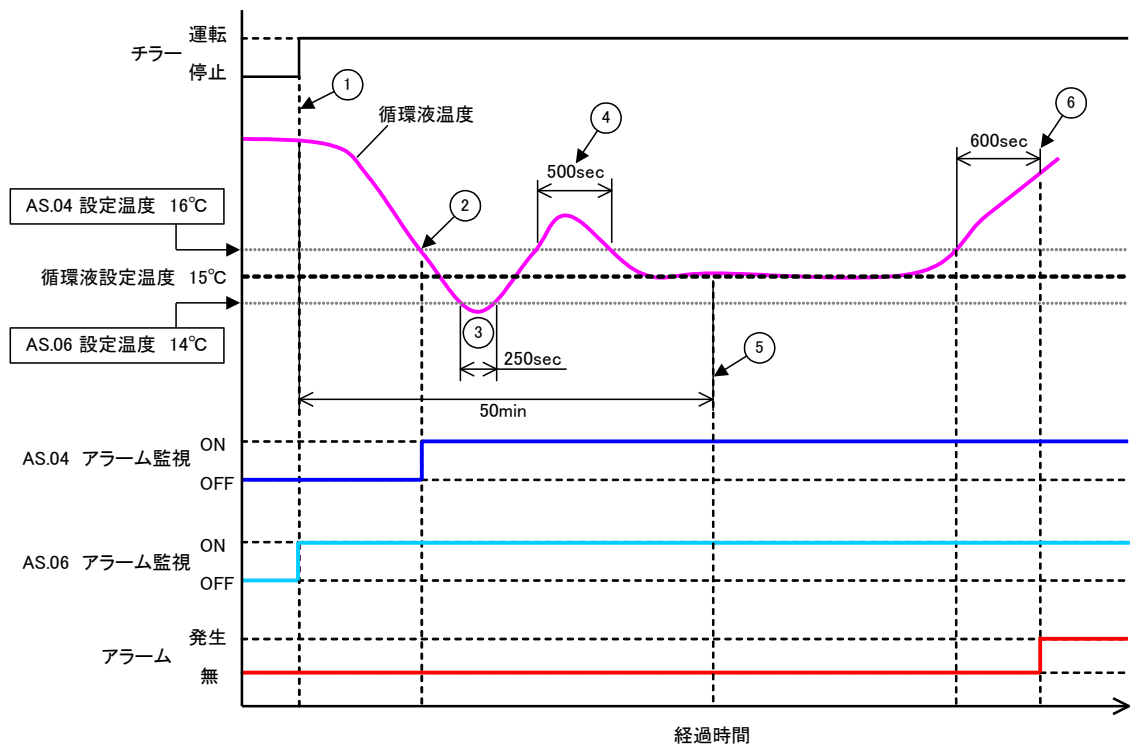 運転
チラー
停止
①
循環液温度
④
500sec
600sec
⑥
AS.04 設定温度 16℃
②
循環液設定温度 15℃
AS.06 設定温度 14℃
③
250sec
⑤
50min
ON
AS.04 アラーム監視
OFF
ON
AS.06 アラーム監視
OFF
発生
アラーム
無
経過時間